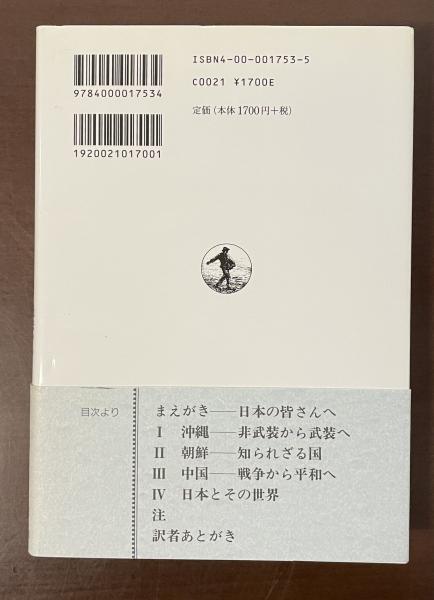 ISBN4-00-001753-5
C0021 ¥1700E
9784000017534
定価(本体1700円+税)
1920021017001
目次より
まえがき──日本の皆さんへ
Ⅰ 沖縄──非武装から武装へ
Ⅱ 朝鮮──知られざる国
Ⅲ 中国──戦争から平和へ
Ⅳ 日本とその世界
注
訳者あとがき